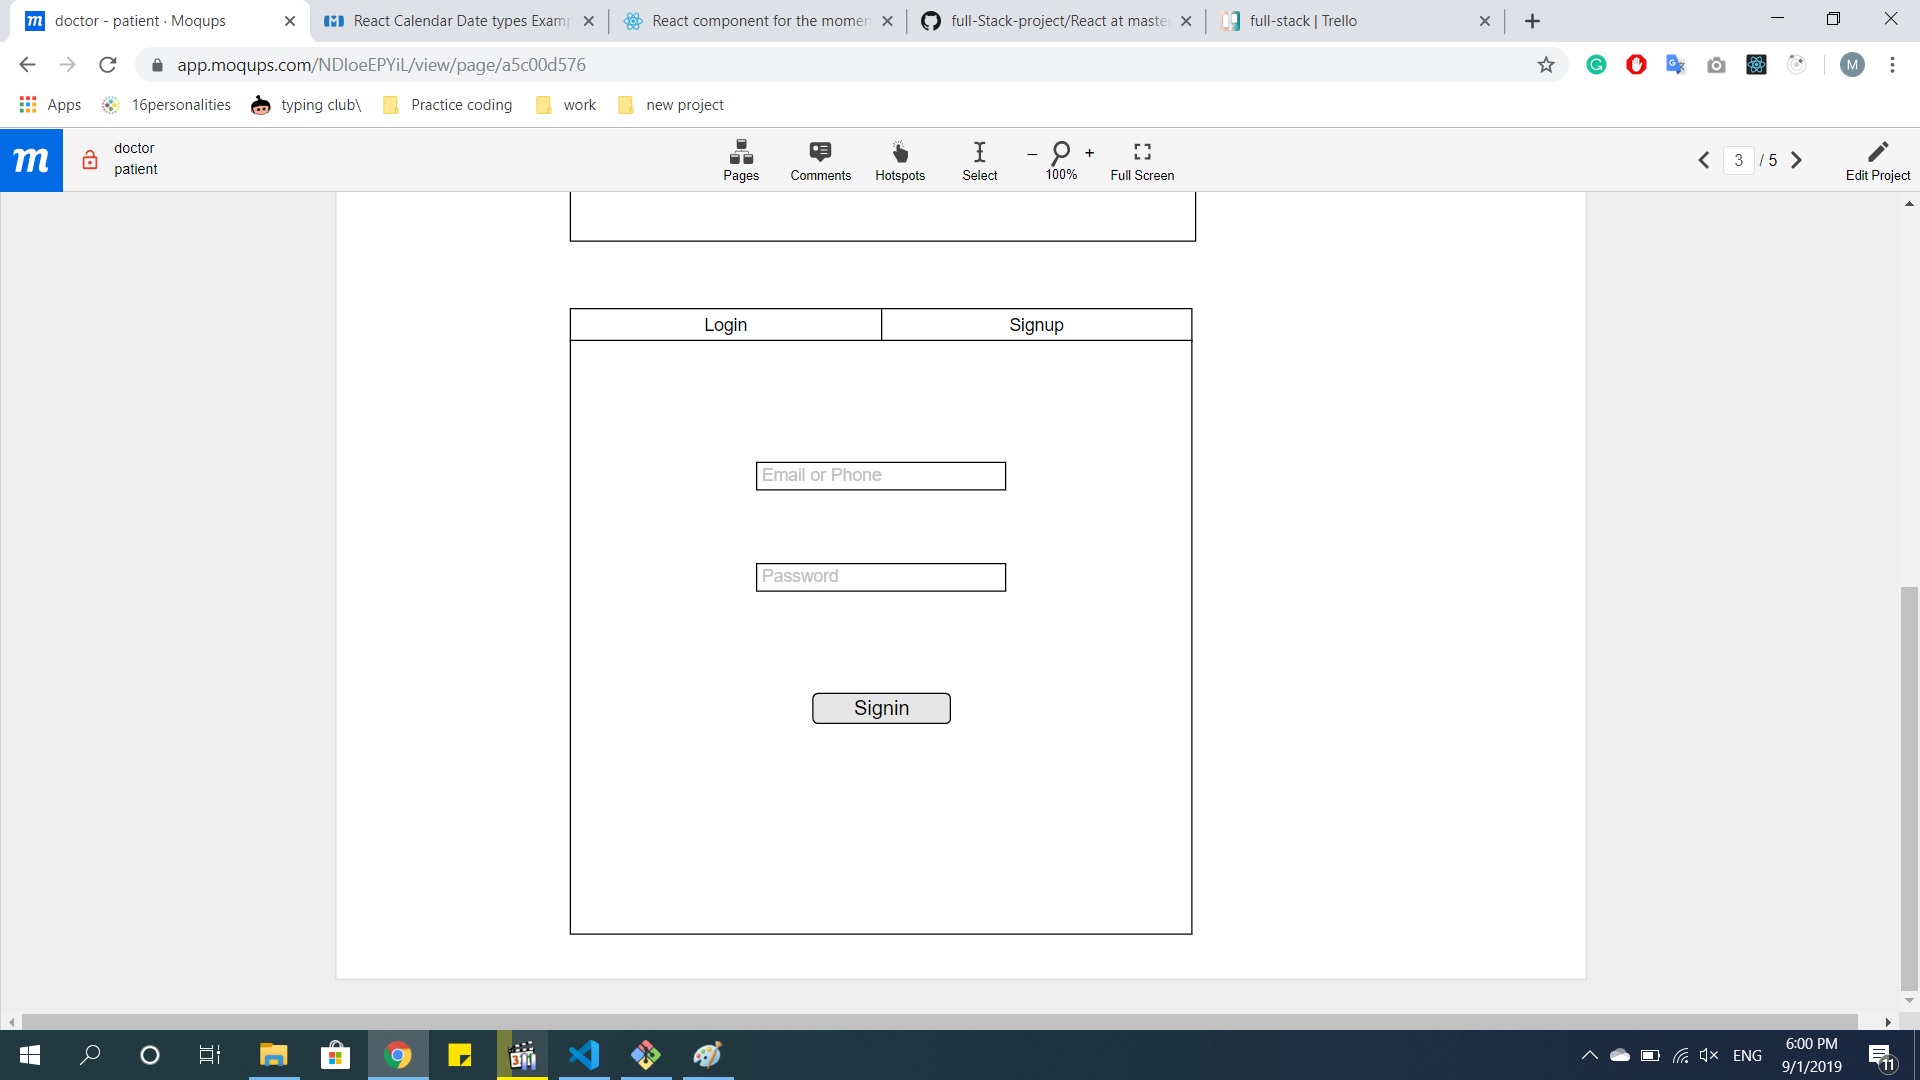 doctor - patient · Moqups
React Calendar Date types Examp
React component for the momen
full-Stack-project/React at maste
full-stack | Trello
app.moqups.com/NDIoeEPYiL/view/page/a5c00d576
M
Apps
16personalities
typing club\
Practice coding
work
new project
m
doctor
patient
Pages
Comments
Hotspots
Select
100%
Full Screen
3 / 5
Edit Project
Login
Signup
Email or Phone
Password
Signin
ENG
6:00 PM
9/1/2019
11